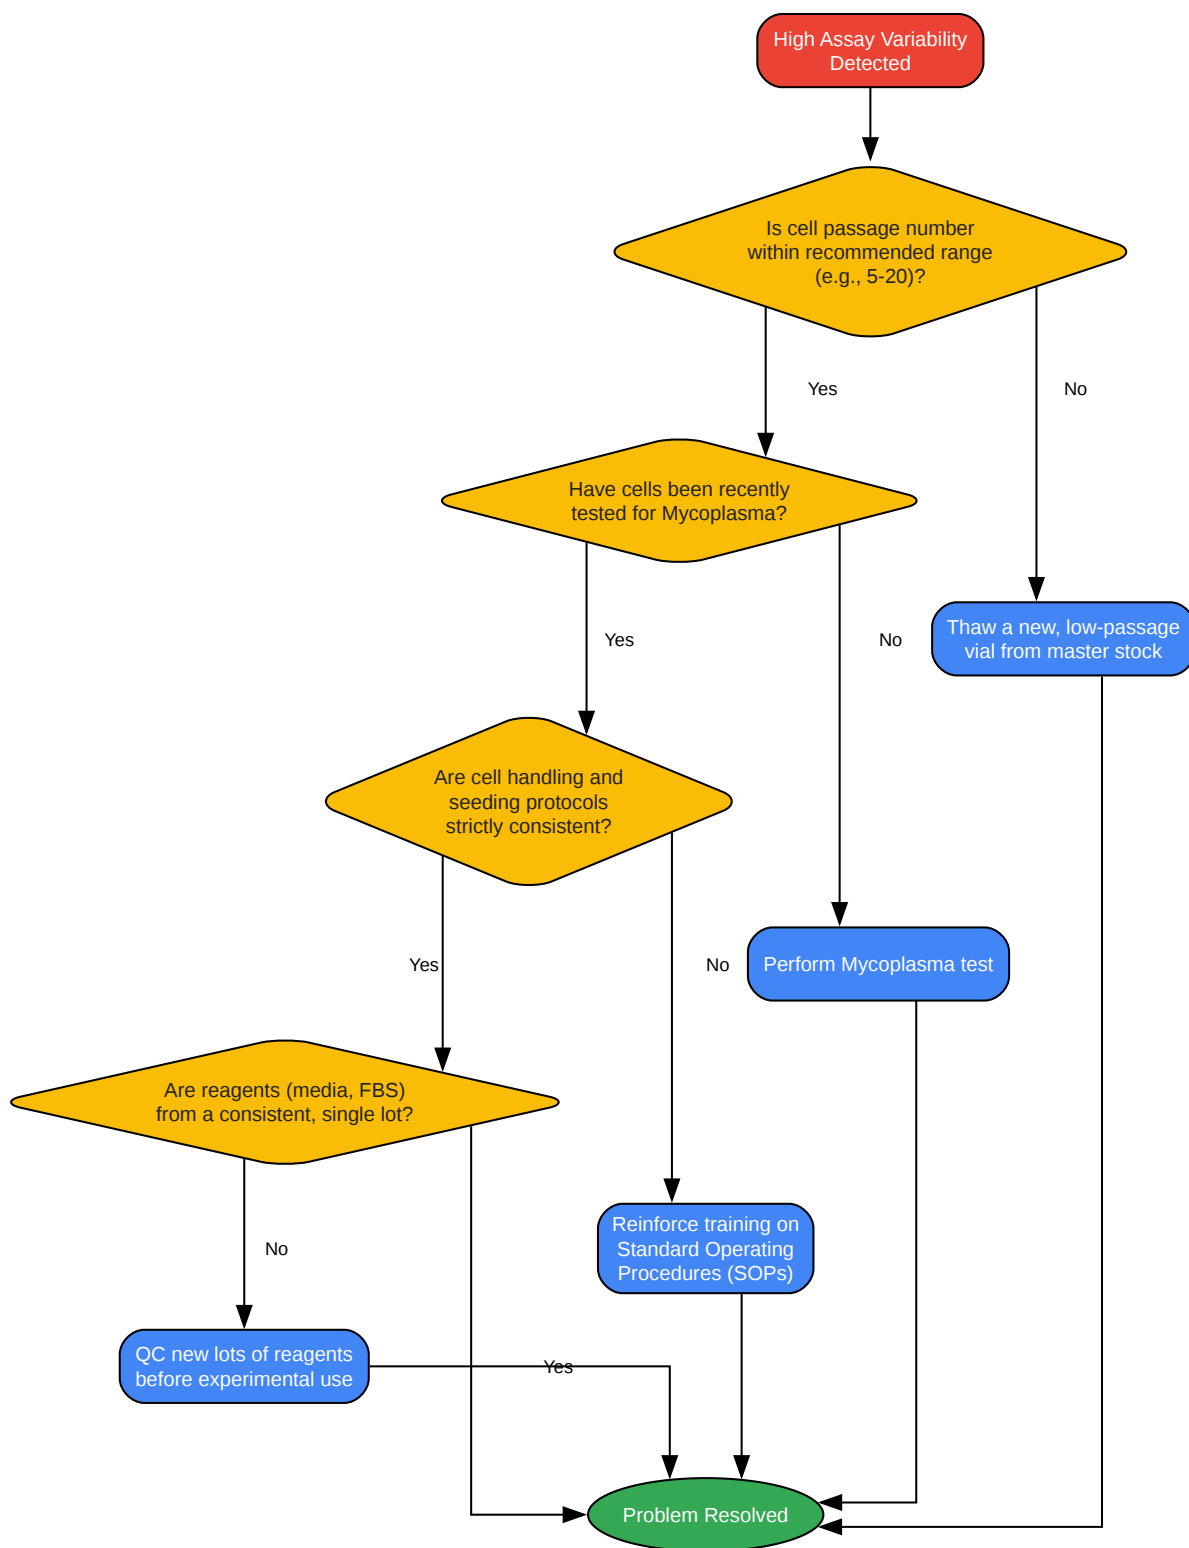 High Assay Variability
Detected
Is cell passage number
within recommended range
(e.g., 5-20)?
Yes
No
Have cells been recently
tested for Mycoplasma?
Yes
No
Thaw a new, low-passage
vial from master stock
Are cell handling and
seeding protocols
strictly consistent?
Yes
No
Perform Mycoplasma test
Are reagents (media, FBS)
from a consistent, single lot?
No
Reinforce training on
Standard Operating
Procedures (SOPs)
QC new lots of reagents
before experimental use
Yes
Problem Resolved